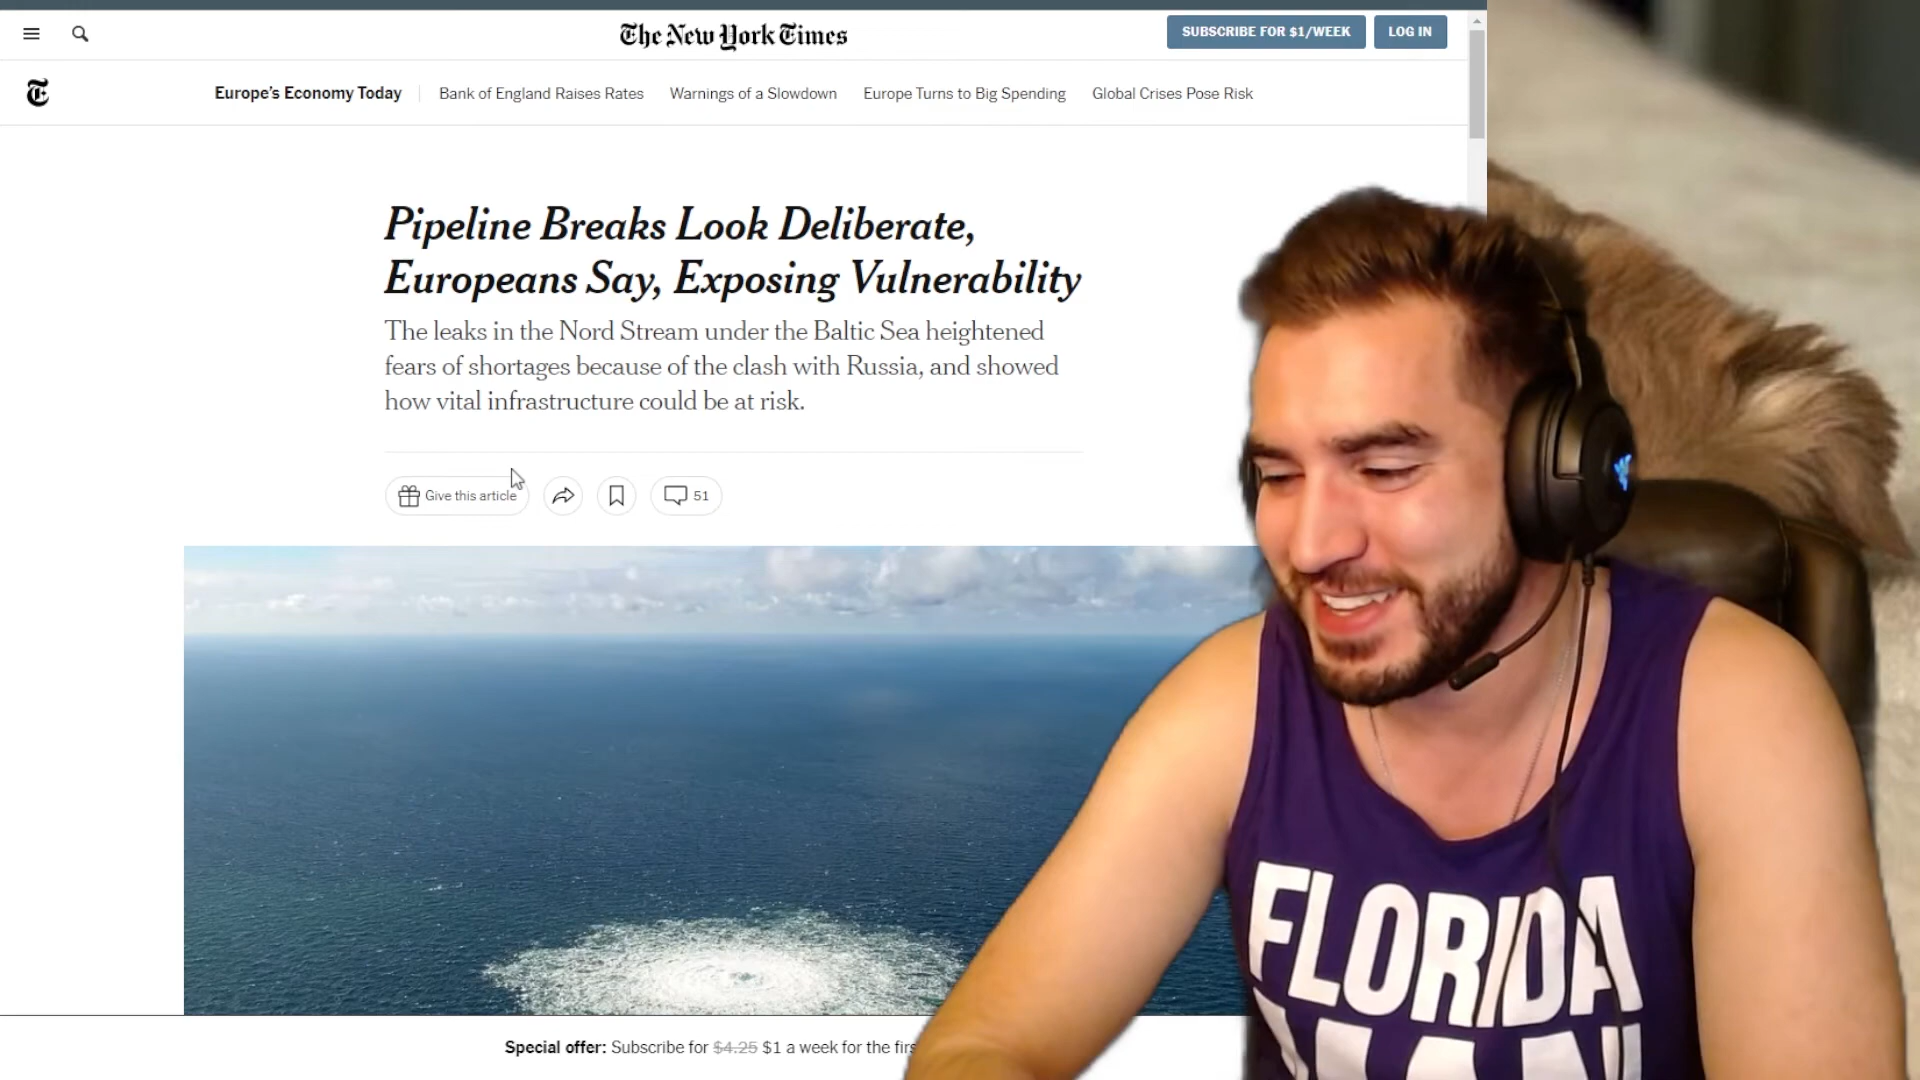 The New York Times
SUBSCRIBE FOR $1/WEEK
LOG IN
Europe’s Economy Today
Bank of England Raises Rates
Warnings of a Slowdown
Europe Turns to Big Spending
Global Crises Pose Risk
Pipeline Breaks Look Deliberate,
Europeans Say, Exposing Vulnerability
The leaks in the Nord Stream under the Baltic Sea heightened
fears of shortages because of the clash with Russia, and showed
how vital infrastructure could be at risk.
Give this article
51
FLORIDA
MAN
Special offer: Subscribe for $4.25 $1 a week for the